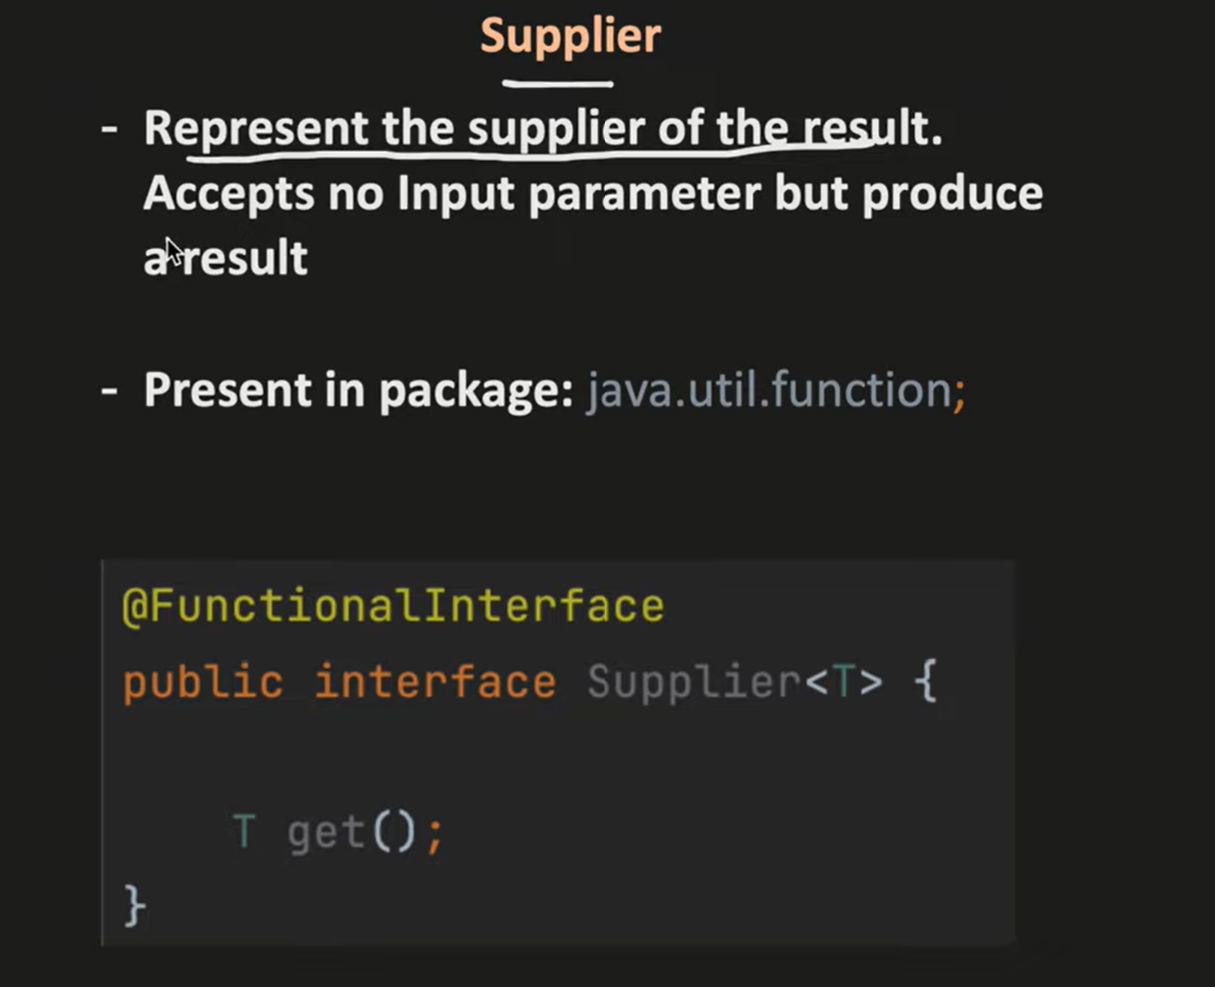 Supplier
- Represent the supplier of the result.
Accepts no Input parameter but produce
a result
- Present in package: java.util.function;
@FunctionalInterface
public interface Supplier<T> {
T get();
}